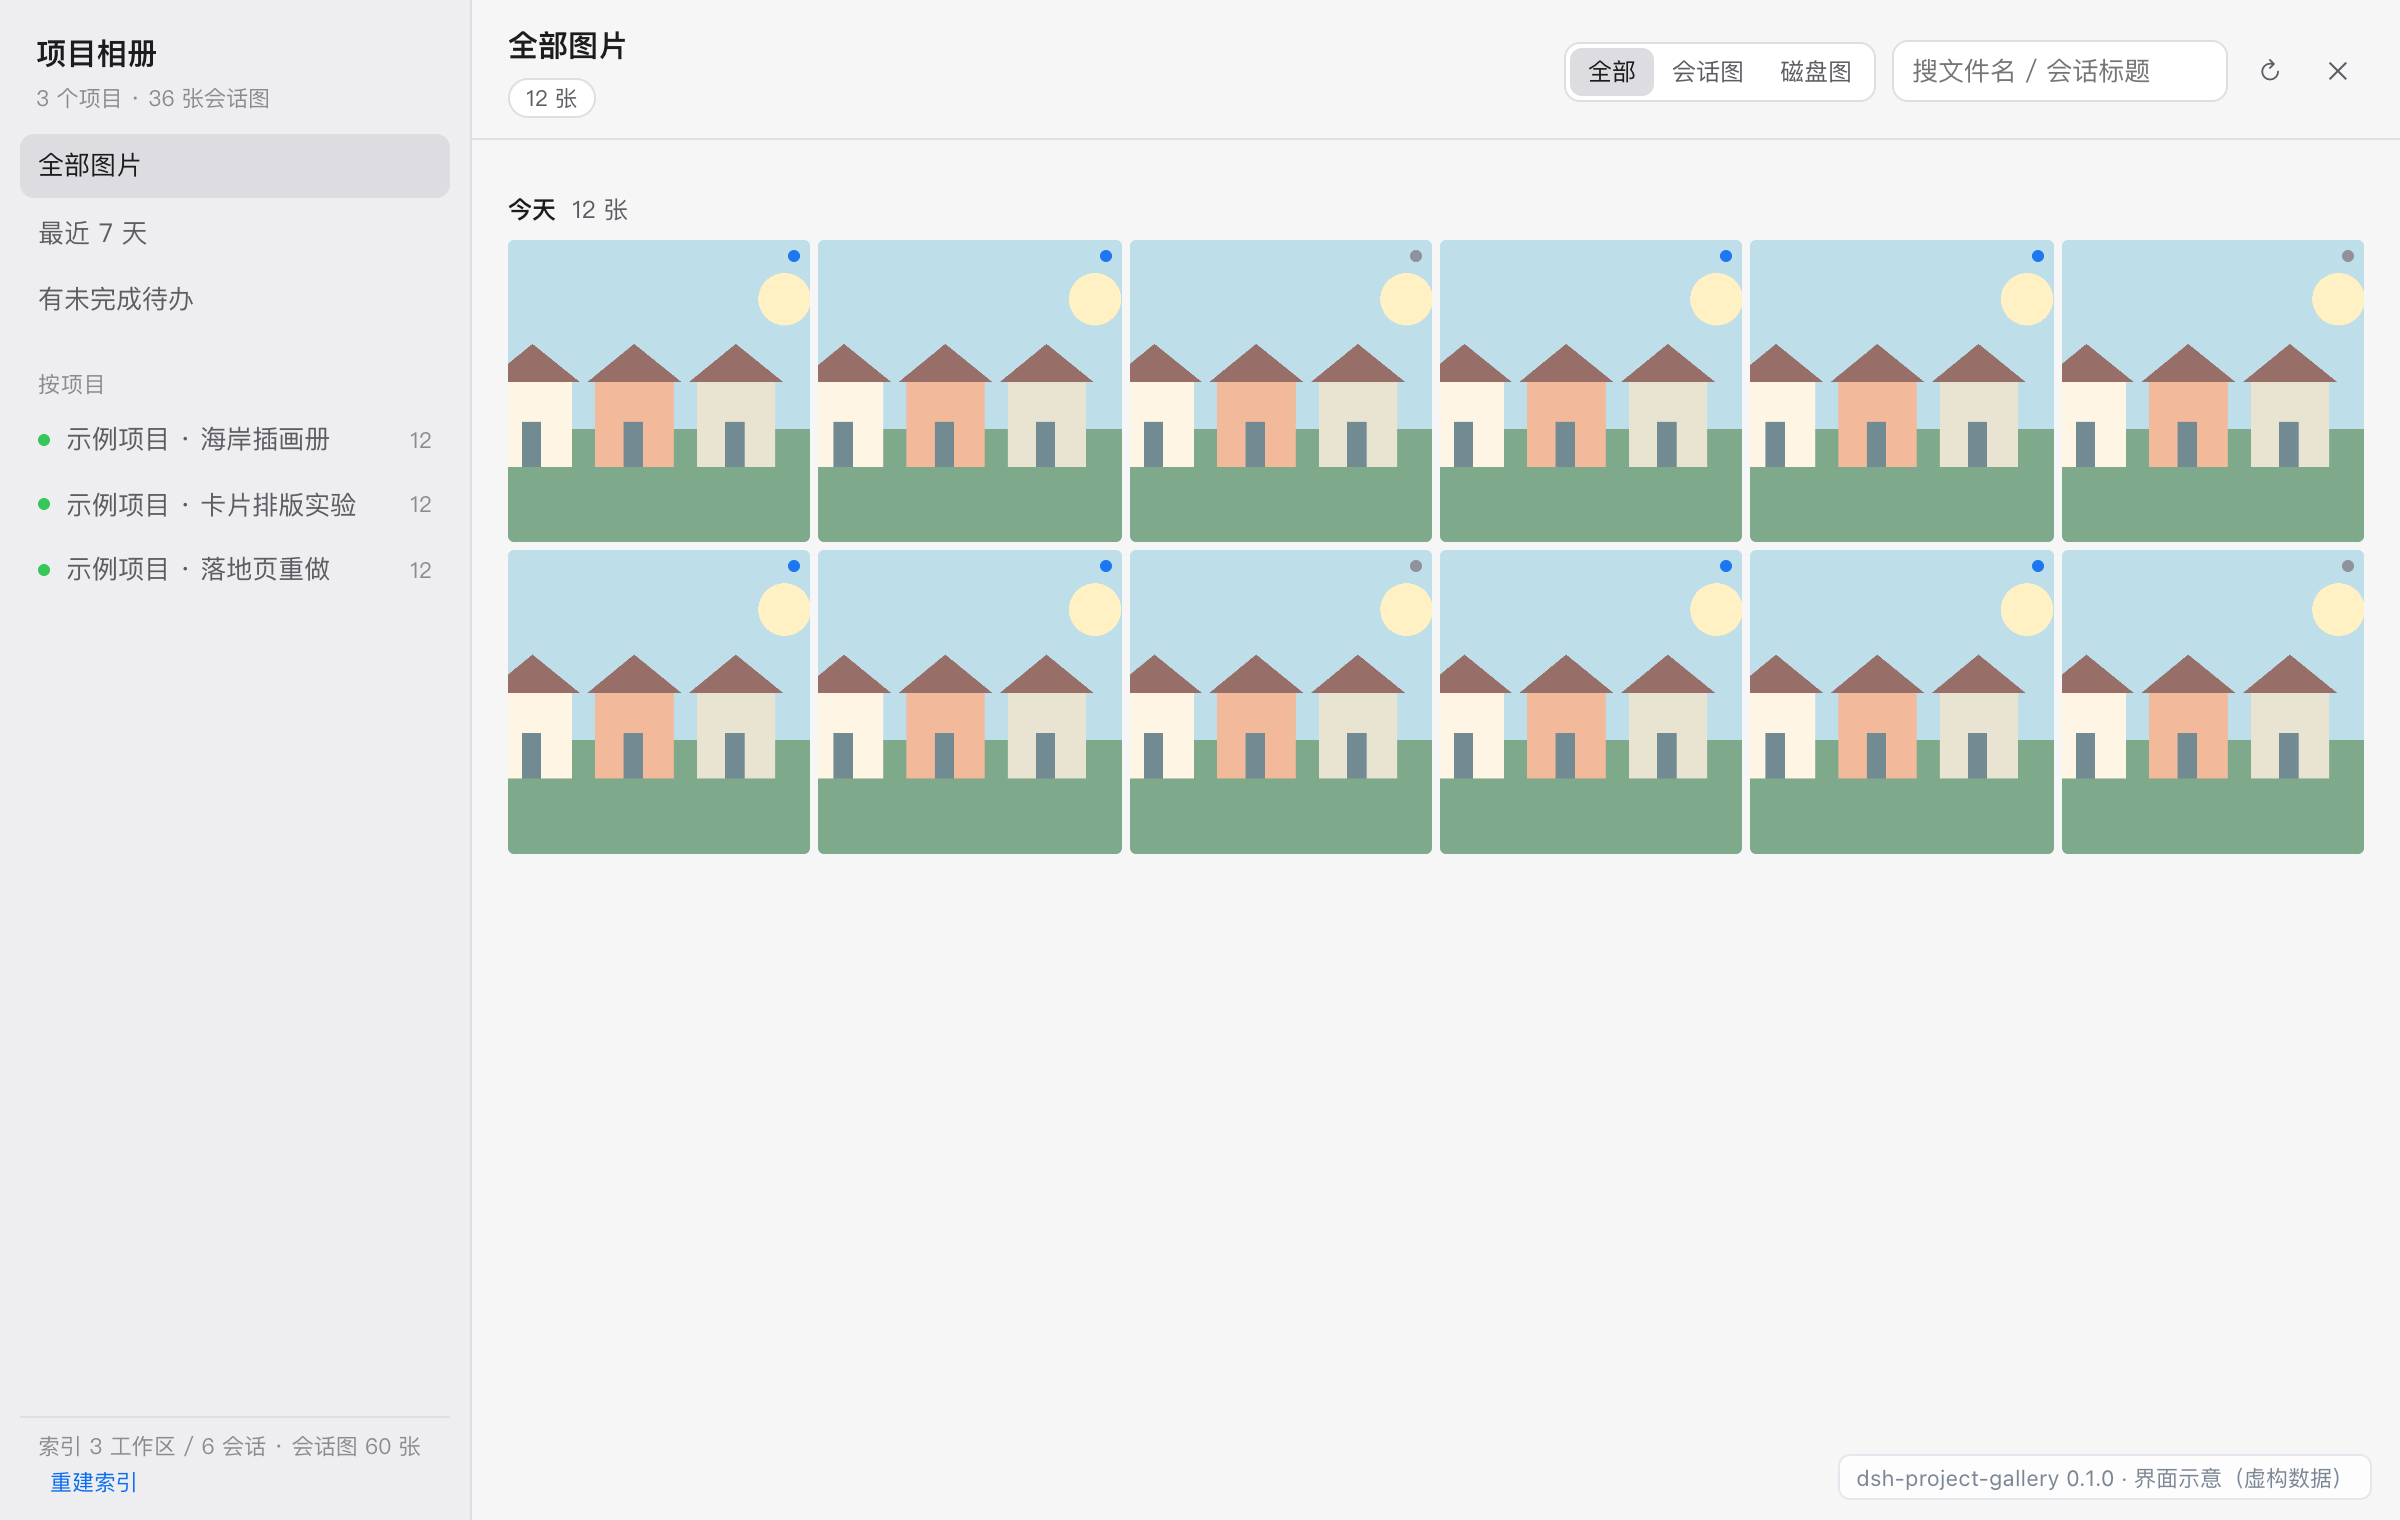 项目相册
3 个项目 · 36 张会话图
全部图片
最近 7 天
有未完成待办
按项目
示例项目 · 海岸插画册 12
示例项目 · 卡片排版实验 12
示例项目 · 落地页重做 12
索引 3 工作区 / 6 会话 · 会话图 60 张
重建索引
全部图片
12 张
全部 会话图 磁盘图
搜文件名 / 会话标题
今天 12 张
dsh-project-gallery 0.1.0 · 界面示意（虚构数据）